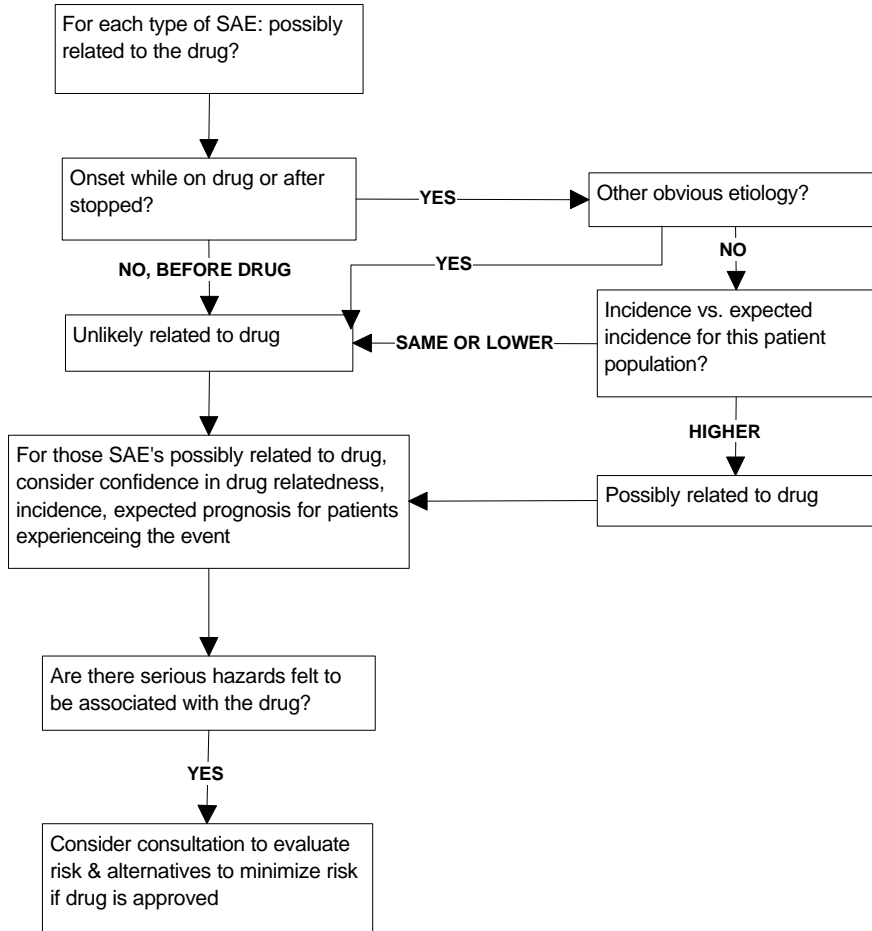 For each type of SAE: possibly
related to the drug?
Onset while on drug or after
stopped?
YES
Other obvious etiology?
NO, BEFORE DRUG
YES
NO
Unlikely related to drug
SAME OR LOWER
Incidence vs. expected
incidence for this patient
population?
HIGHER
For those SAE's possibly related to drug,
consider confidence in drug relatedness,
incidence, expected prognosis for patients
experienceing the event
Possibly related to drug
Are there serious hazards felt to
be associated with the drug?
YES
Consider consultation to evaluate
risk & alternatives to minimize risk
if drug is approved